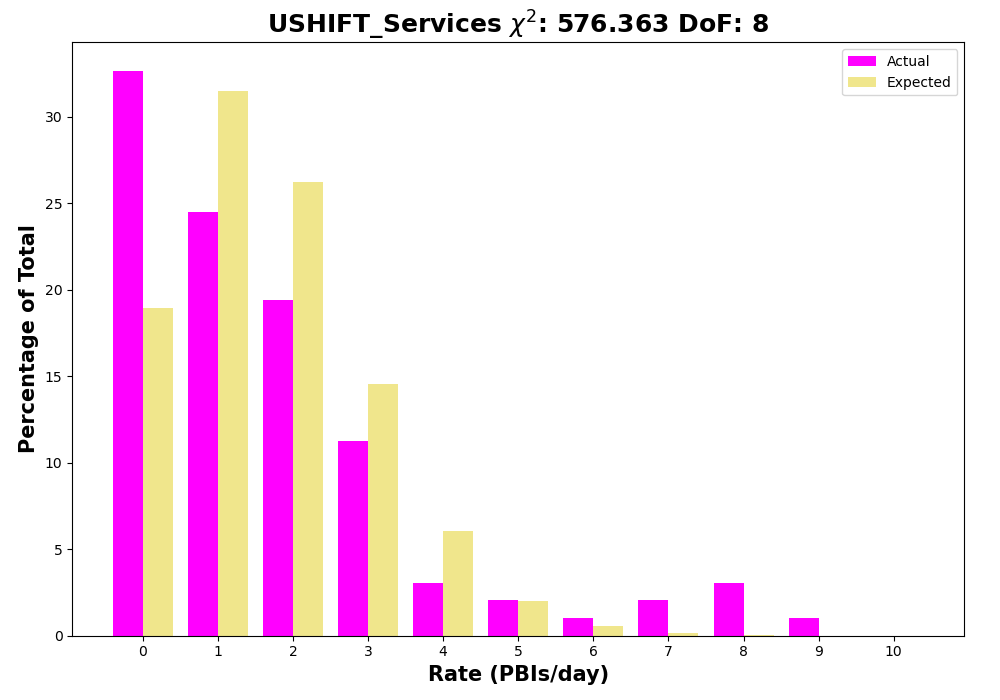 USHIFT_Services χ²: 576.363 DoF: 8
Actual
Expected
Percentage of Total
30
25
20
15
10
5
0
0 1 2 3 4 5 6 7 8 9 10
Rate (PBIs/day)